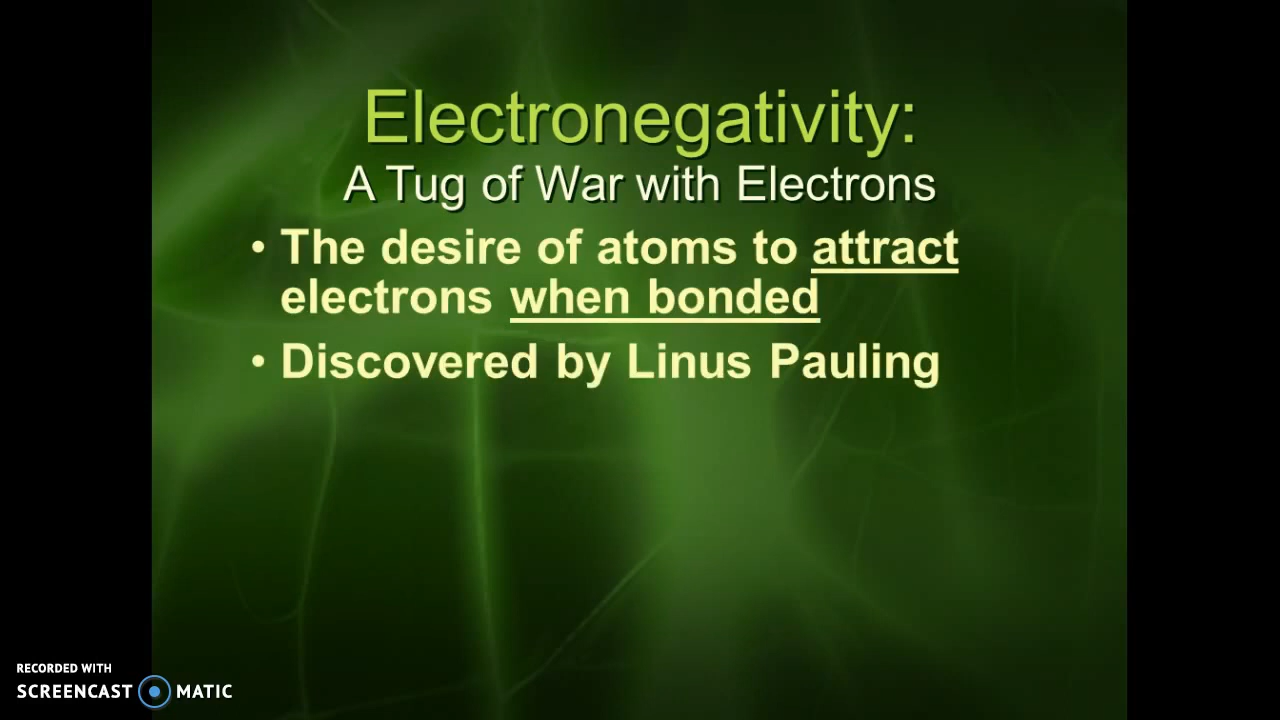 Electronegativity:
A Tug of War with Electrons
• The desire of atoms to attract
electrons when bonded
• Discovered by Linus Pauling
RECORDED WITH
SCREENCAST MATIC